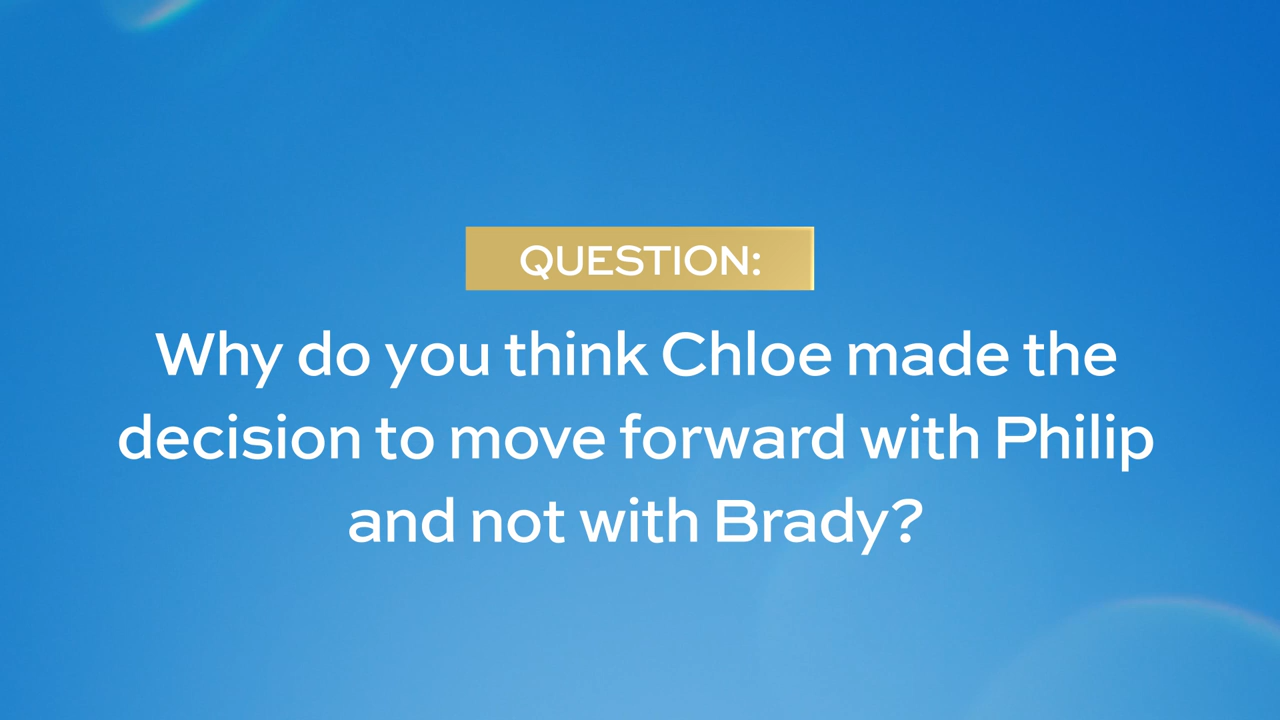 QUESTION:
Why do you think Chloe made the
decision to move forward with Philip
and not with Brady?